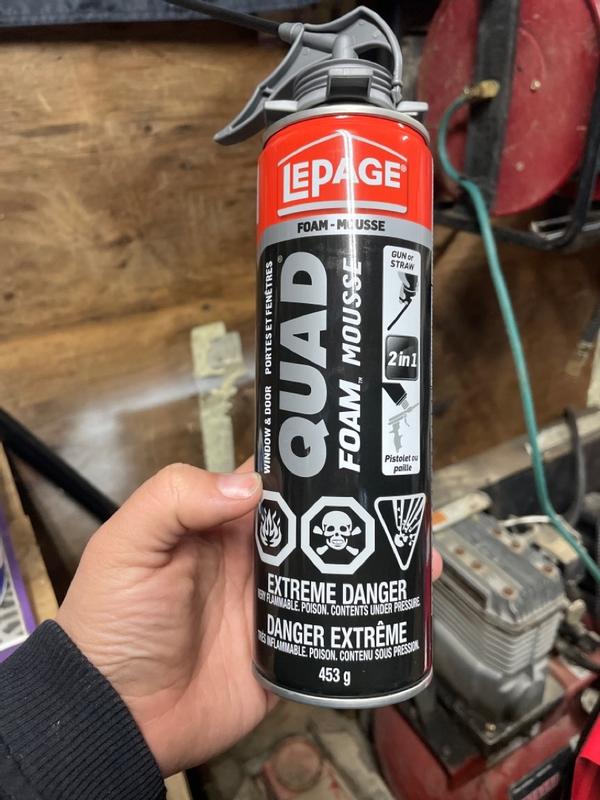 LEPAGE®
FOAM - MOUSSE
WINDOW & DOOR PORTES ET FENÊTRES
QUAD®
FOAM™ MOUSSE
GUN or
STRAW
2 in 1
Pistolet ou
paille
EXTREME DANGER
VERY FLAMMABLE. POISON. CONTENTS UNDER PRESSURE.
DANGER EXTRÊME
TRÈS INFLAMMABLE. POISON. CONTENU SOUS PRESSION.
453 g